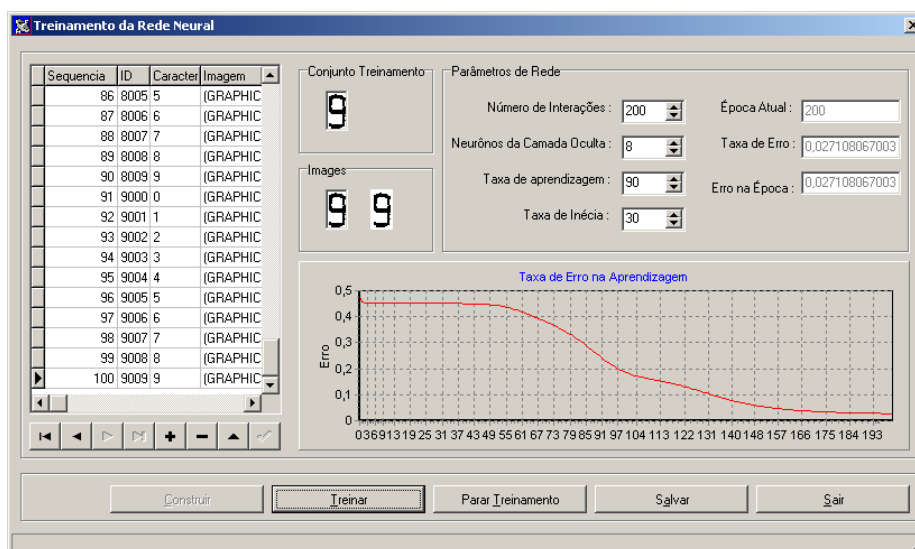 Treinamento da Rede Neural
Sequencia ID Caracter Imagem
86 8005 5 (GRAPHIC
87 8006 6 (GRAPHIC
88 8007 7 (GRAPHIC
89 8008 8 (GRAPHIC
90 8009 9 (GRAPHIC
91 9000 0 (GRAPHIC
92 9001 1 (GRAPHIC
93 9002 2 (GRAPHIC
94 9003 3 (GRAPHIC
95 9004 4 (GRAPHIC
96 9005 5 (GRAPHIC
97 9006 6 (GRAPHIC
98 9007 7 (GRAPHIC
99 9008 8 (GRAPHIC
100 9009 9 (GRAPHIC
Conjunto Treinamento
9
Images
9 9
Parâmetros de Rede
Número de Interações : 200
Época Atual : 200
Neurônos da Camada Oculta : 8
Taxa de Erro : 0,027108067003
Taxa de aprendizagem : 90
Erro na Época : 0,027108067003
Taxa de Inécia : 30
Taxa de Erro na Aprendizagem
Erro
0,5
0,4
0,3
0,2
0,1
0
0 3 6 9 13 19 25 31 37 43 49 55 61 67 73 79 85 91 97 104 113 122 131 140 148 157 166 175 184 193
Construir Treinar Parar Treinamento Salvar Sair